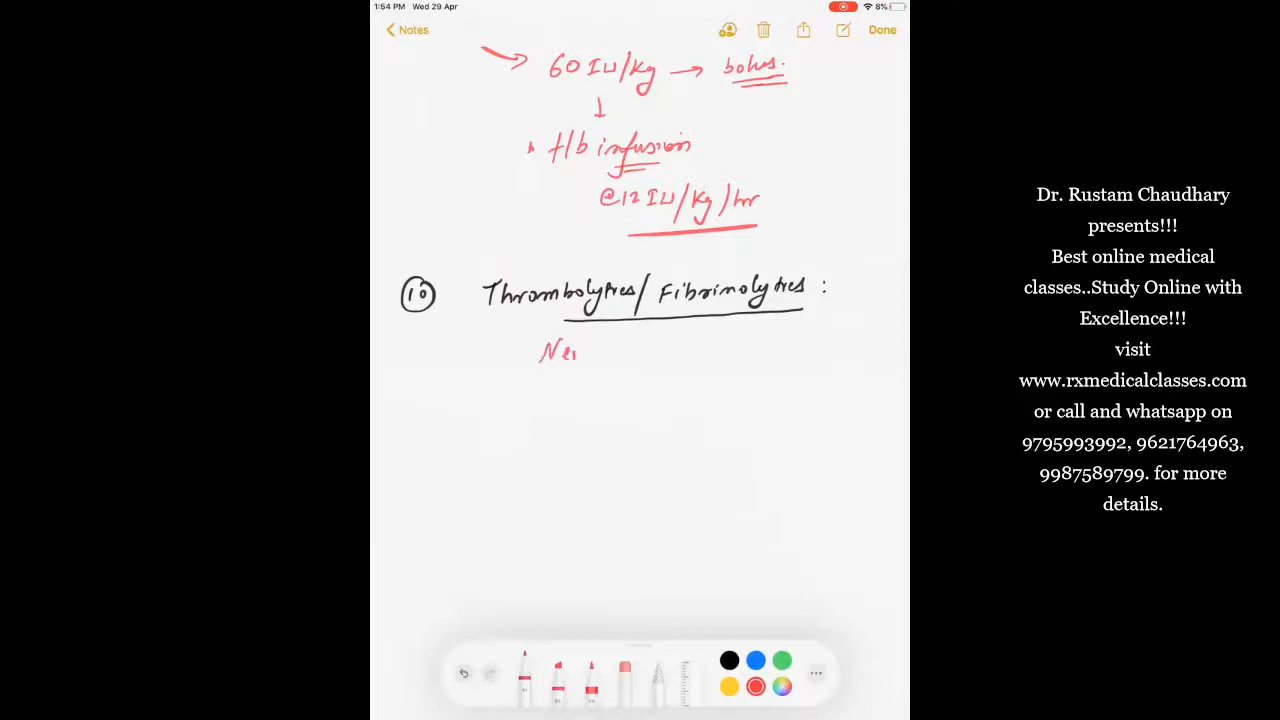 1:54 PM Wed 29 Apr
8%
Notes
Done
60 IU/Kg → bolus.
↓
Hb infusion
@12 IU/Kg/hr
10 Thrombolytics/Fibrinolytics :
Ne
Dr. Rustam Chaudhary
presents!!!
Best online medical
classes..Study Online with
Excellence!!!
visit
www.rxmedicalclasses.com
or call and whatsapp on
9795993992, 9621764963,
9987589799. for more
details.